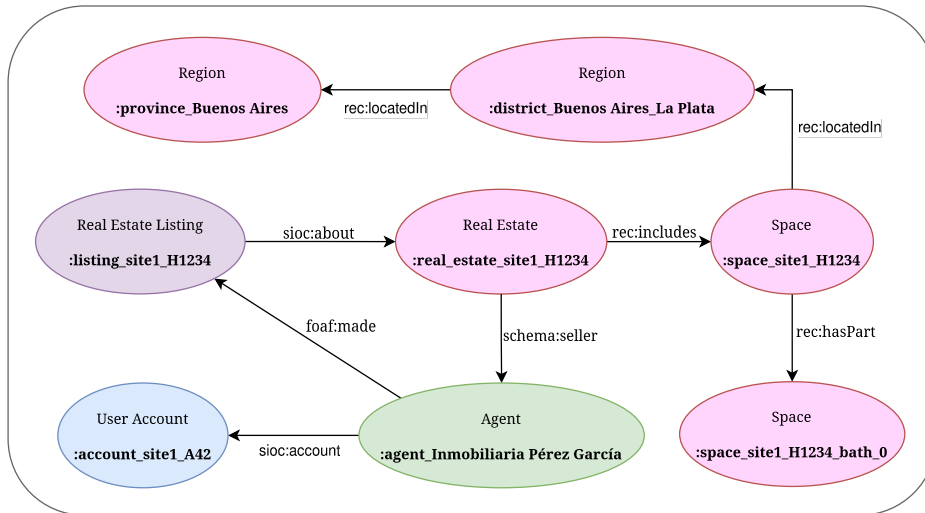 Region
:province_Buenos Aires
rec:locatedIn
Region
:district_Buenos Aires_La Plata
rec:locatedIn
Real Estate Listing
:listing_site1_H1234
sioc:about
Real Estate
:real_estate_site1_H1234
rec:includes
Space
:space_site1_H1234
foaf:made
schema:seller
rec:hasPart
User Account
:account_site1_A42
sioc:account
Agent
:agent_Inmobiliaria Pérez García
Space
:space_site1_H1234_bath_0